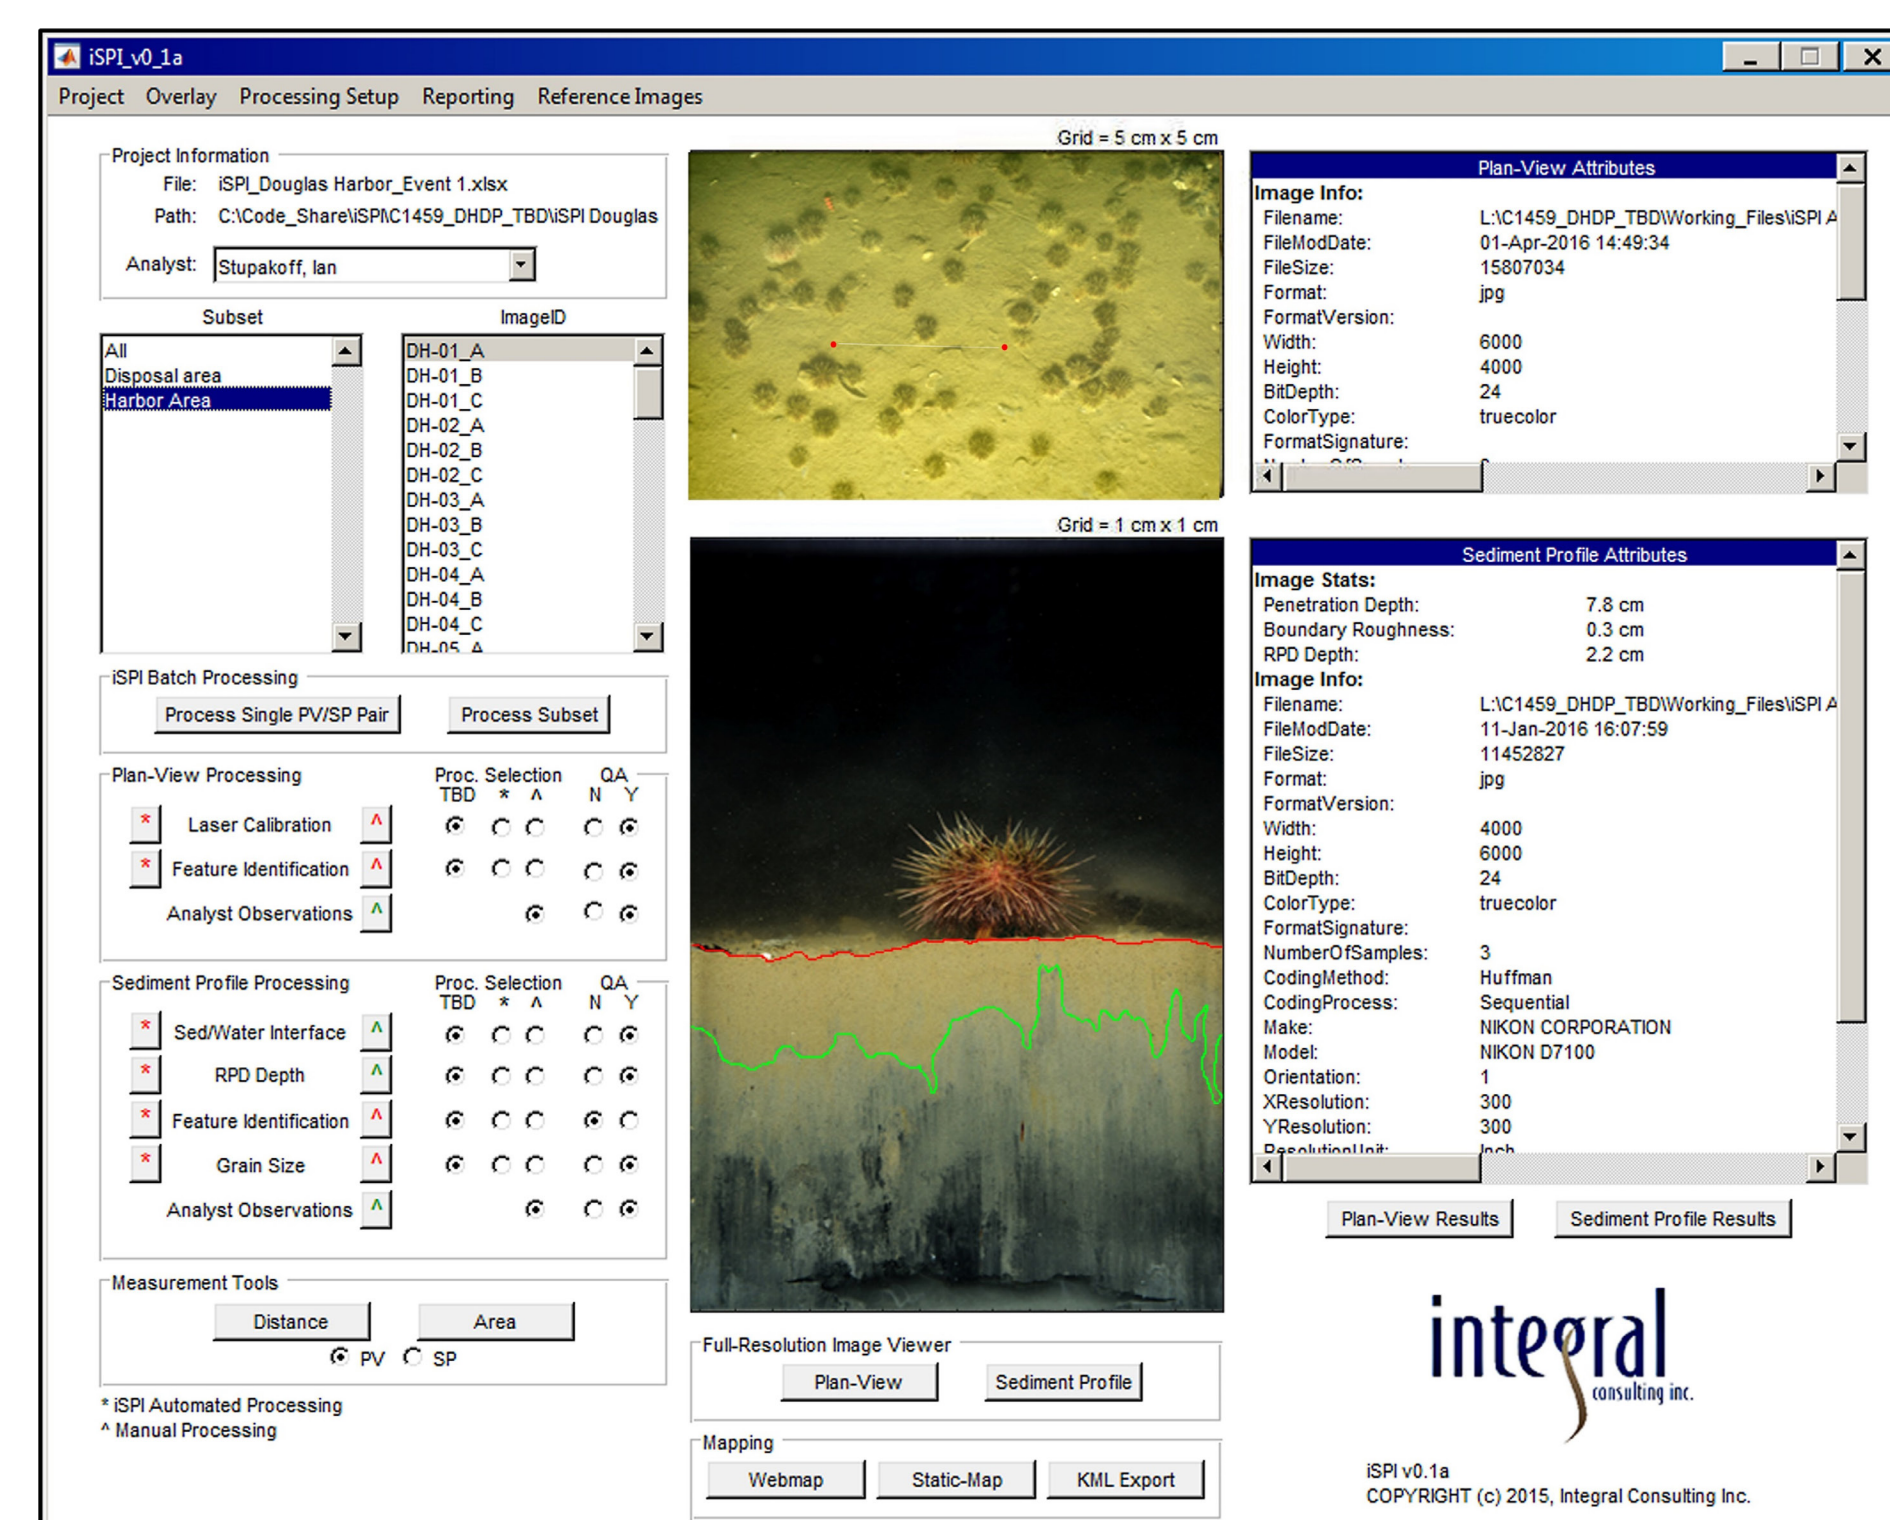 iSPI_v0_1a
Project Overlay Processing Setup Reporting Reference Images
Project Information
File: iSPI_Douglas Harbor_Event 1.xlsx
Path: C:\Code_Share\iSPI\C1459_DHDP_TBD\iSPI Douglas
Analyst: Stupakoff, Ian
Subset
All
Disposal area
Harbor Area
ImageID
DH-01_A
DH-01_B
DH-01_C
DH-02_A
DH-02_B
DH-02_C
DH-03_A
DH-03_B
DH-03_C
DH-04_A
DH-04_B
DH-04_C
DH-05_A
iSPI Batch Processing
Process Single PV/SP Pair Process Subset
Plan-View Processing Proc. Selection QA
TBD * ^ N Y
* Laser Calibration ^
* Feature Identification ^
Analyst Observations ^
Sediment Profile Processing Proc. Selection QA
TBD * ^ N Y
* Sed/Water Interface ^
* RPD Depth ^
* Feature Identification ^
* Grain Size ^
Analyst Observations ^
Measurement Tools
Distance Area
PV SP
* iSPI Automated Processing
^ Manual Processing
Grid = 5 cm x 5 cm
Grid = 1 cm x 1 cm
Full-Resolution Image Viewer
Plan-View Sediment Profile
Mapping
Webmap Static-Map KML Export
Plan-View Attributes
Image Info:
Filename: L:\C1459_DHDP_TBD\Working_Files\iSPI A
FileModDate: 01-Apr-2016 14:49:34
FileSize: 15807034
Format: jpg
FormatVersion:
Width: 6000
Height: 4000
BitDepth: 24
ColorType: truecolor
FormatSignature:
Sediment Profile Attributes
Image Stats:
Penetration Depth: 7.8 cm
Boundary Roughness: 0.3 cm
RPD Depth: 2.2 cm
Image Info:
Filename: L:\C1459_DHDP_TBD\Working_Files\iSPI A
FileModDate: 11-Jan-2016 16:07:59
FileSize: 11452827
Format: jpg
FormatVersion:
Width: 4000
Height: 6000
BitDepth: 24
ColorType: truecolor
FormatSignature:
NumberOfSamples: 3
CodingMethod: Huffman
CodingProcess: Sequential
Make: NIKON CORPORATION
Model: NIKON D7100
Orientation: 1
XResolution: 300
YResolution: 300
ResolutionUnit: Inch
Plan-View Results Sediment Profile Results
integral
consulting inc.
iSPI v0.1a
COPYRIGHT (c) 2015, Integral Consulting Inc.